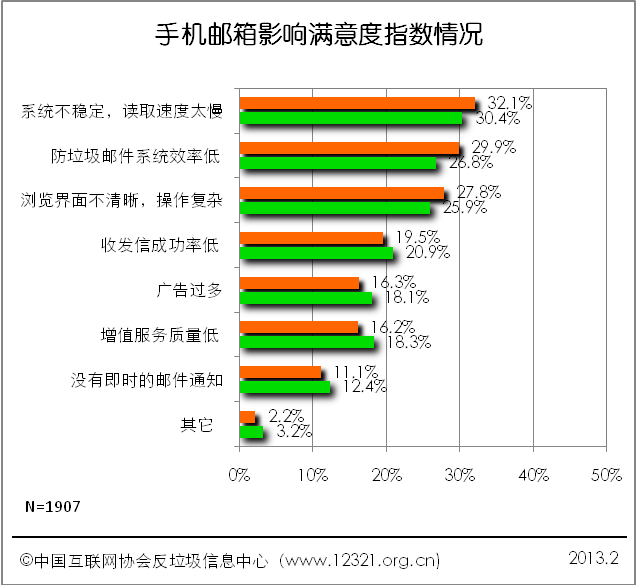 手机邮箱影响满意度指数情况
系统不稳定，读取速度太慢
32.1%
30.4%
防垃圾邮件系统效率低
29.9%
26.8%
浏览界面不清晰，操作复杂
27.8%
25.9%
收发信成功率低
19.5%
20.9%
广告过多
16.3%
18.1%
增值服务质量低
16.2%
18.3%
没有即时的邮件通知
11.1%
12.4%
其它
2.2%
3.2%
0% 10% 20% 30% 40% 50%
N=1907
©中国互联网协会反垃圾信息中心（www.12321.org.cn） 2013.2